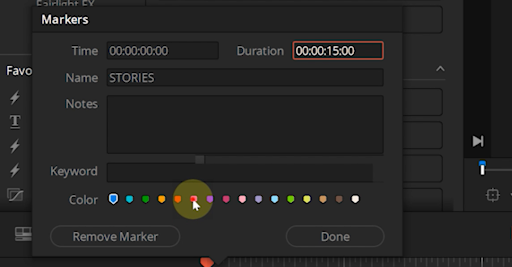 Fairlight FX
Markers
Time 00:00:00:00 Duration 00:00:15:00
Favo
Name STORIES
Notes
Keyword
Color
Remove Marker Done